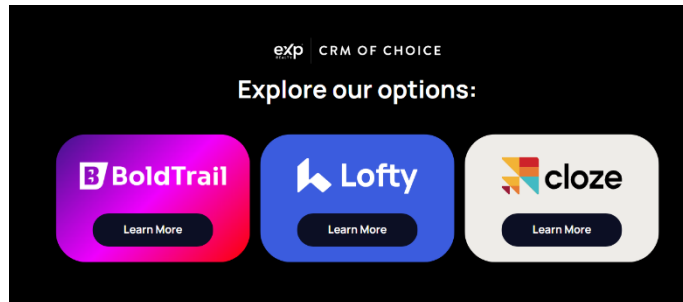 eXp REALTY CRM OF CHOICE
Explore our options:
BoldTrail
Learn More
Lofty
Learn More
cloze
Learn More